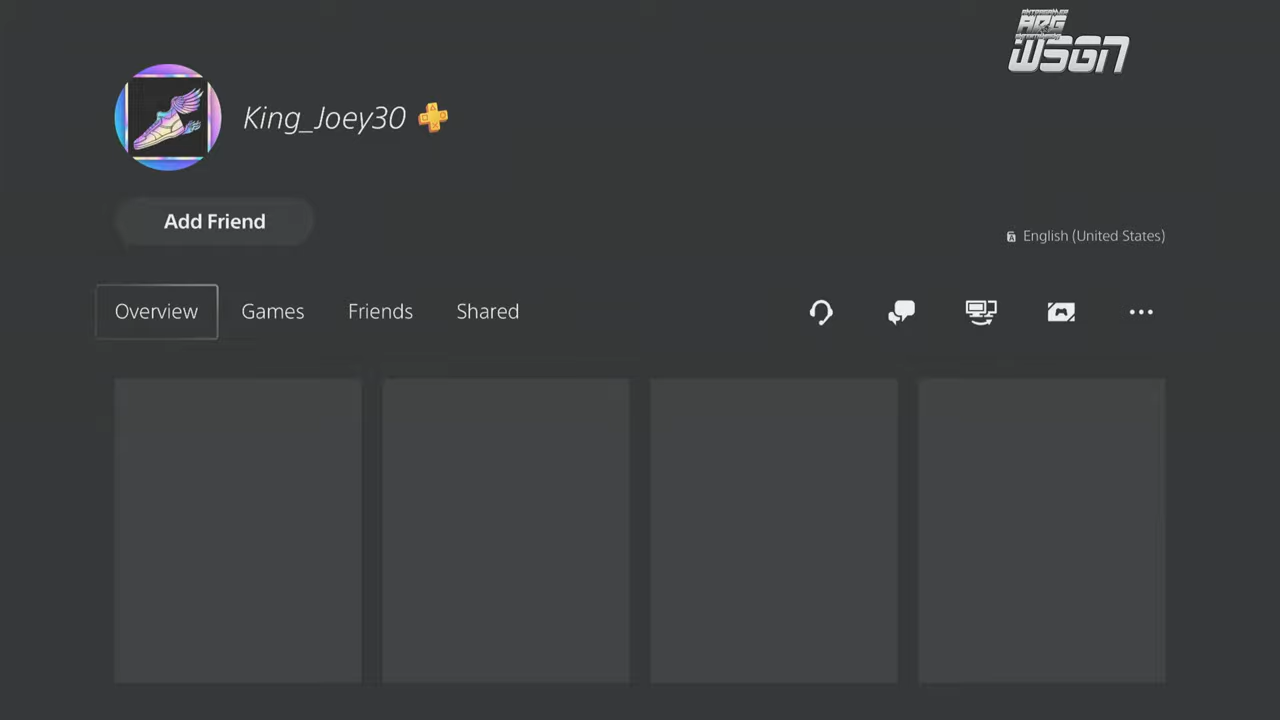 ARG
WSGN
King_Joey30
Add Friend
English (United States)
Overview
Games
Friends
Shared